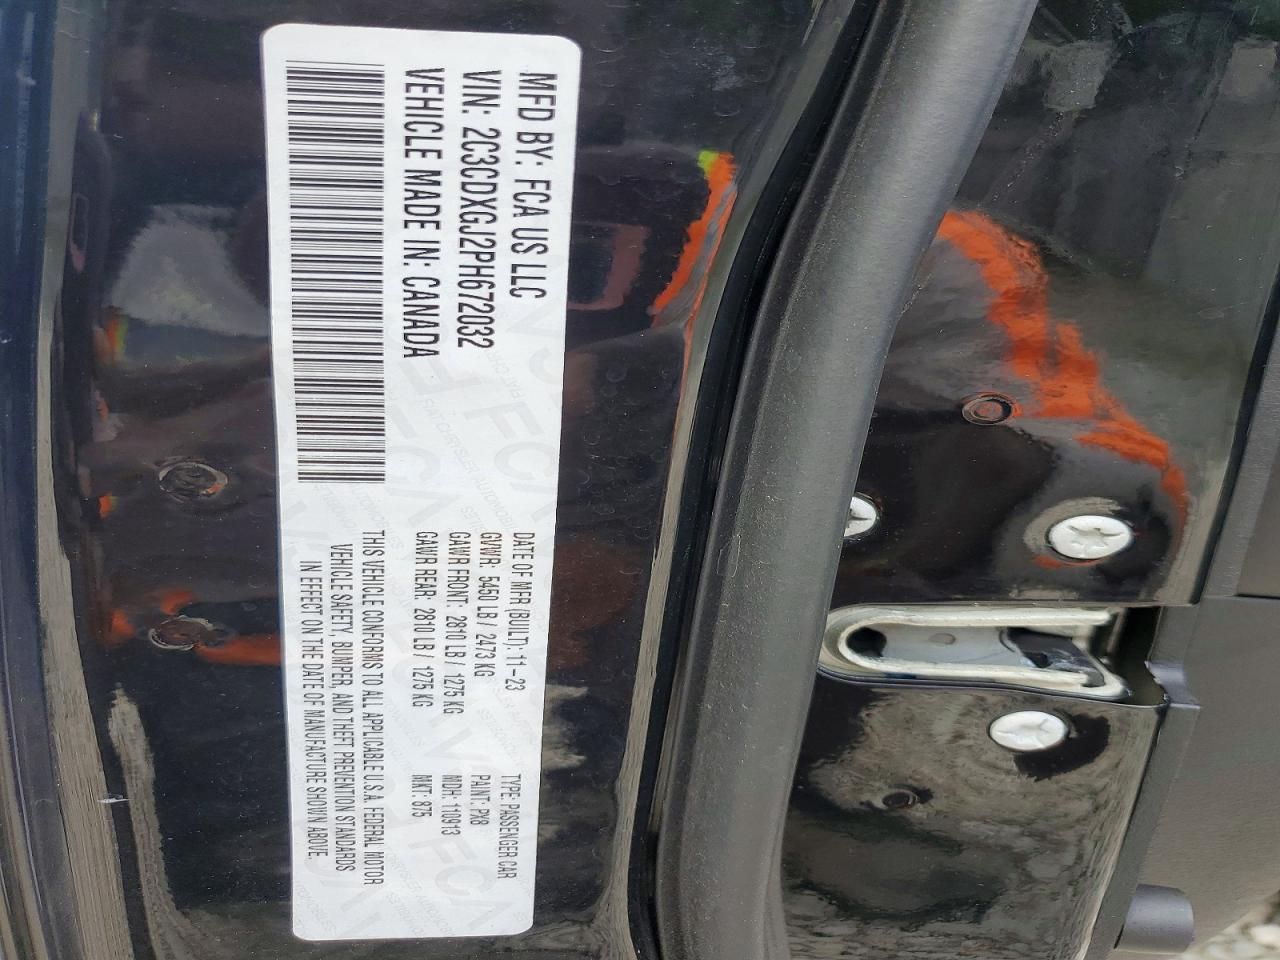 MFD BY: FCA US LLC
VIN: 2C3CDXGJ2PH672032
VEHICLE MADE IN: CANADA
DATE OF MFR (BUILT): 11-23
GVWR: 5450 LB / 2473 KG
GAWR FRONT: 2810 LB / 1275 KG
GAWR REAR: 2810 LB / 1275 KG
TYPE: PASSENGER CAR
PAINT: PX8
MDH: 110913
MKT: 875
THIS VEHICLE CONFORMS TO ALL APPLICABLE U.S.A. FEDERAL MOTOR
VEHICLE SAFETY, BUMPER, AND THEFT PREVENTION STANDARDS
IN EFFECT ON THE DATE OF MANUFACTURE SHOWN ABOVE.